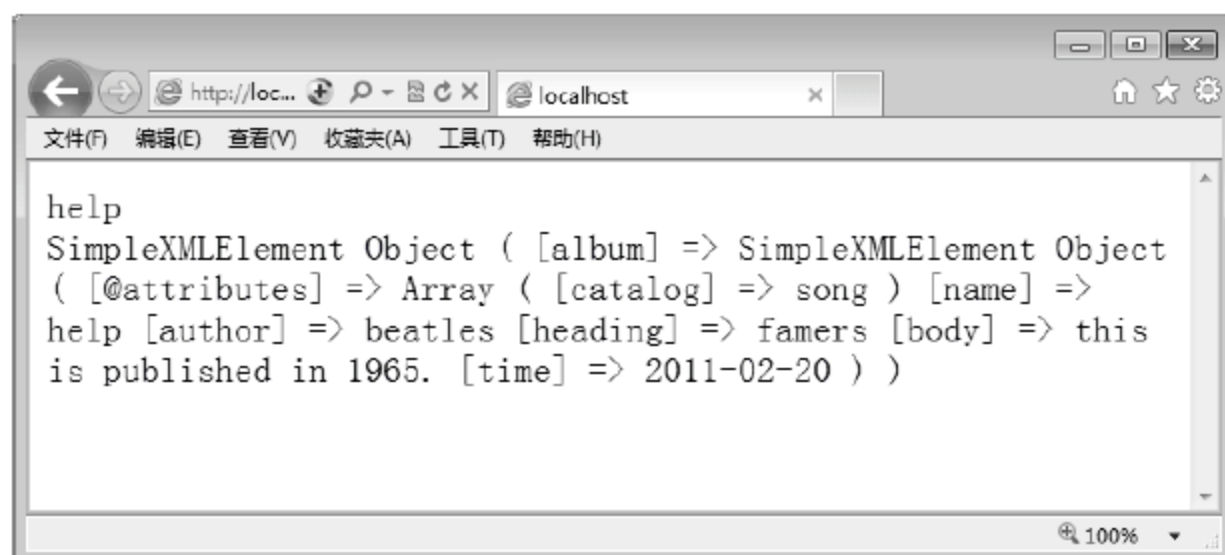 http://loc...
localhost
文件(F) 编辑(E) 查看(V) 收藏夹(A) 工具(T) 帮助(H)
help
SimpleXMLElement Object ( [album] => SimpleXMLElement Object
( [@attributes] => Array ( [catalog] => song ) [name] =>
help [author] => beatles [heading] => famers [body] => this
is published in 1965. [time] => 2011-02-20 ) )
100%